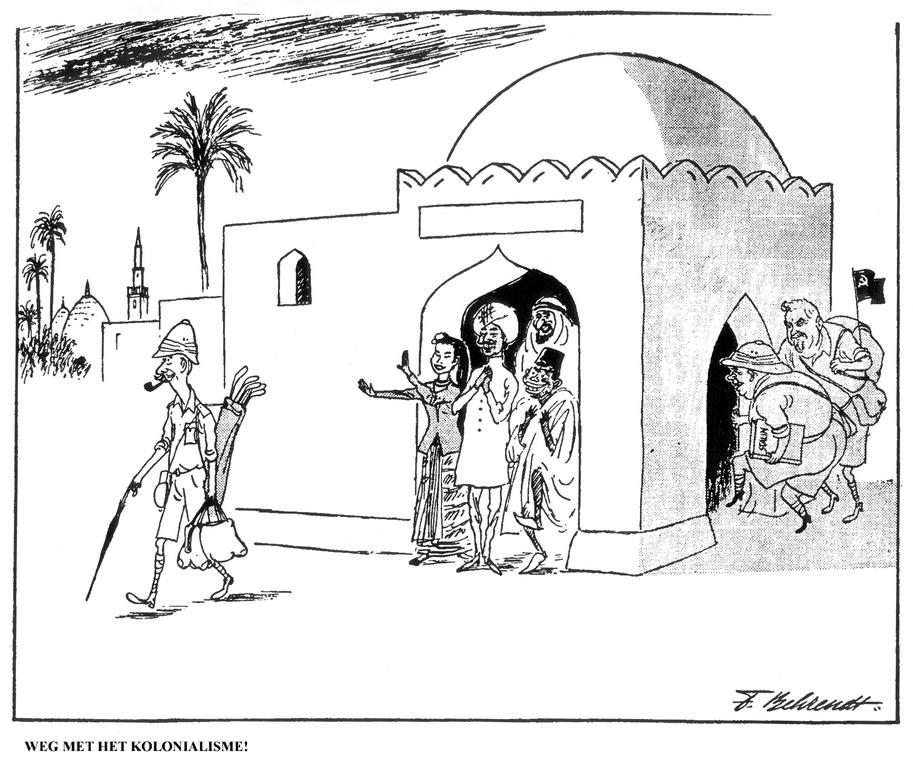 STALIN
F. Behrendt.
WEG MET HET KOLONIALISME!